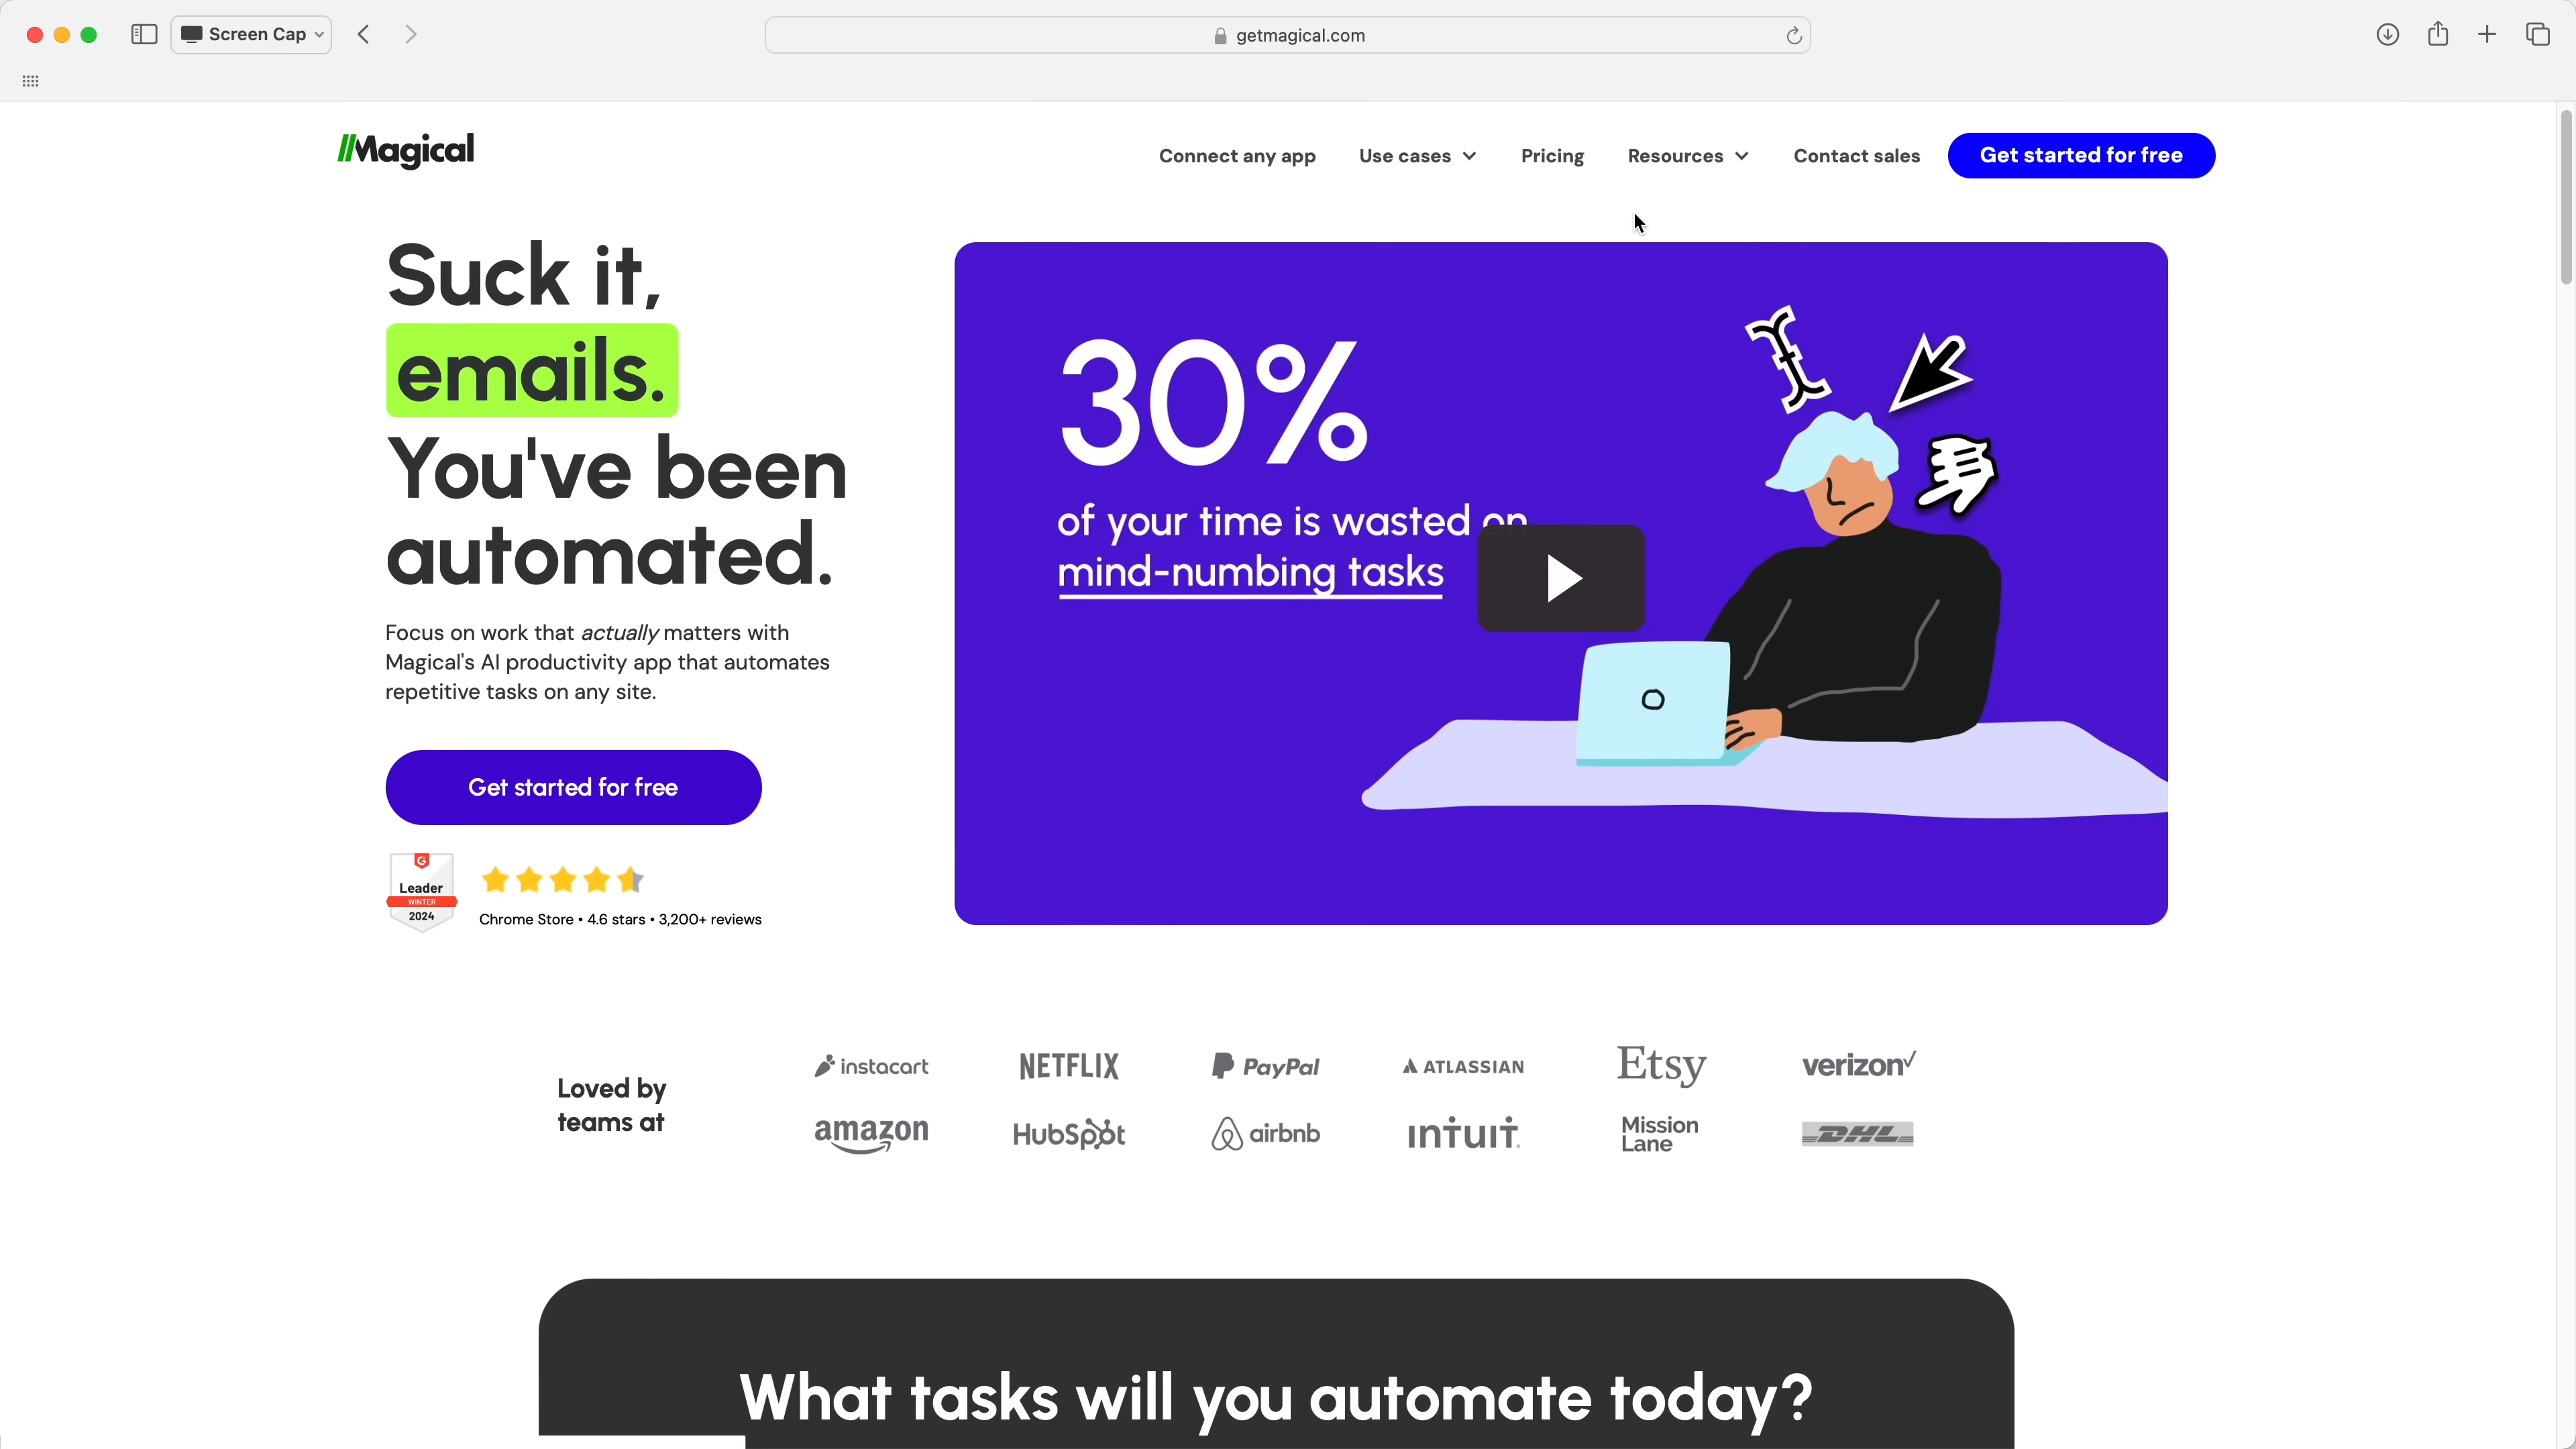 Screen Cap
getmagical.com
Magical
Connect any app
Use cases
Pricing
Resources
Contact sales
Get started for free
Suck it,
emails.
You've been
automated.
Focus on work that actually matters with
Magical's AI productivity app that automates
repetitive tasks on any site.
Get started for free
Leader
WINTER
2024
Chrome Store • 4.6 stars • 3,200+ reviews
30%
of your time is wasted on
mind-numbing tasks
Loved by
teams at
instacart
NETFLIX
PayPal
ATLASSIAN
Etsy
verizon
amazon
HubSpot
airbnb
intuit
Mission
Lane
DHL
What tasks will you automate today?